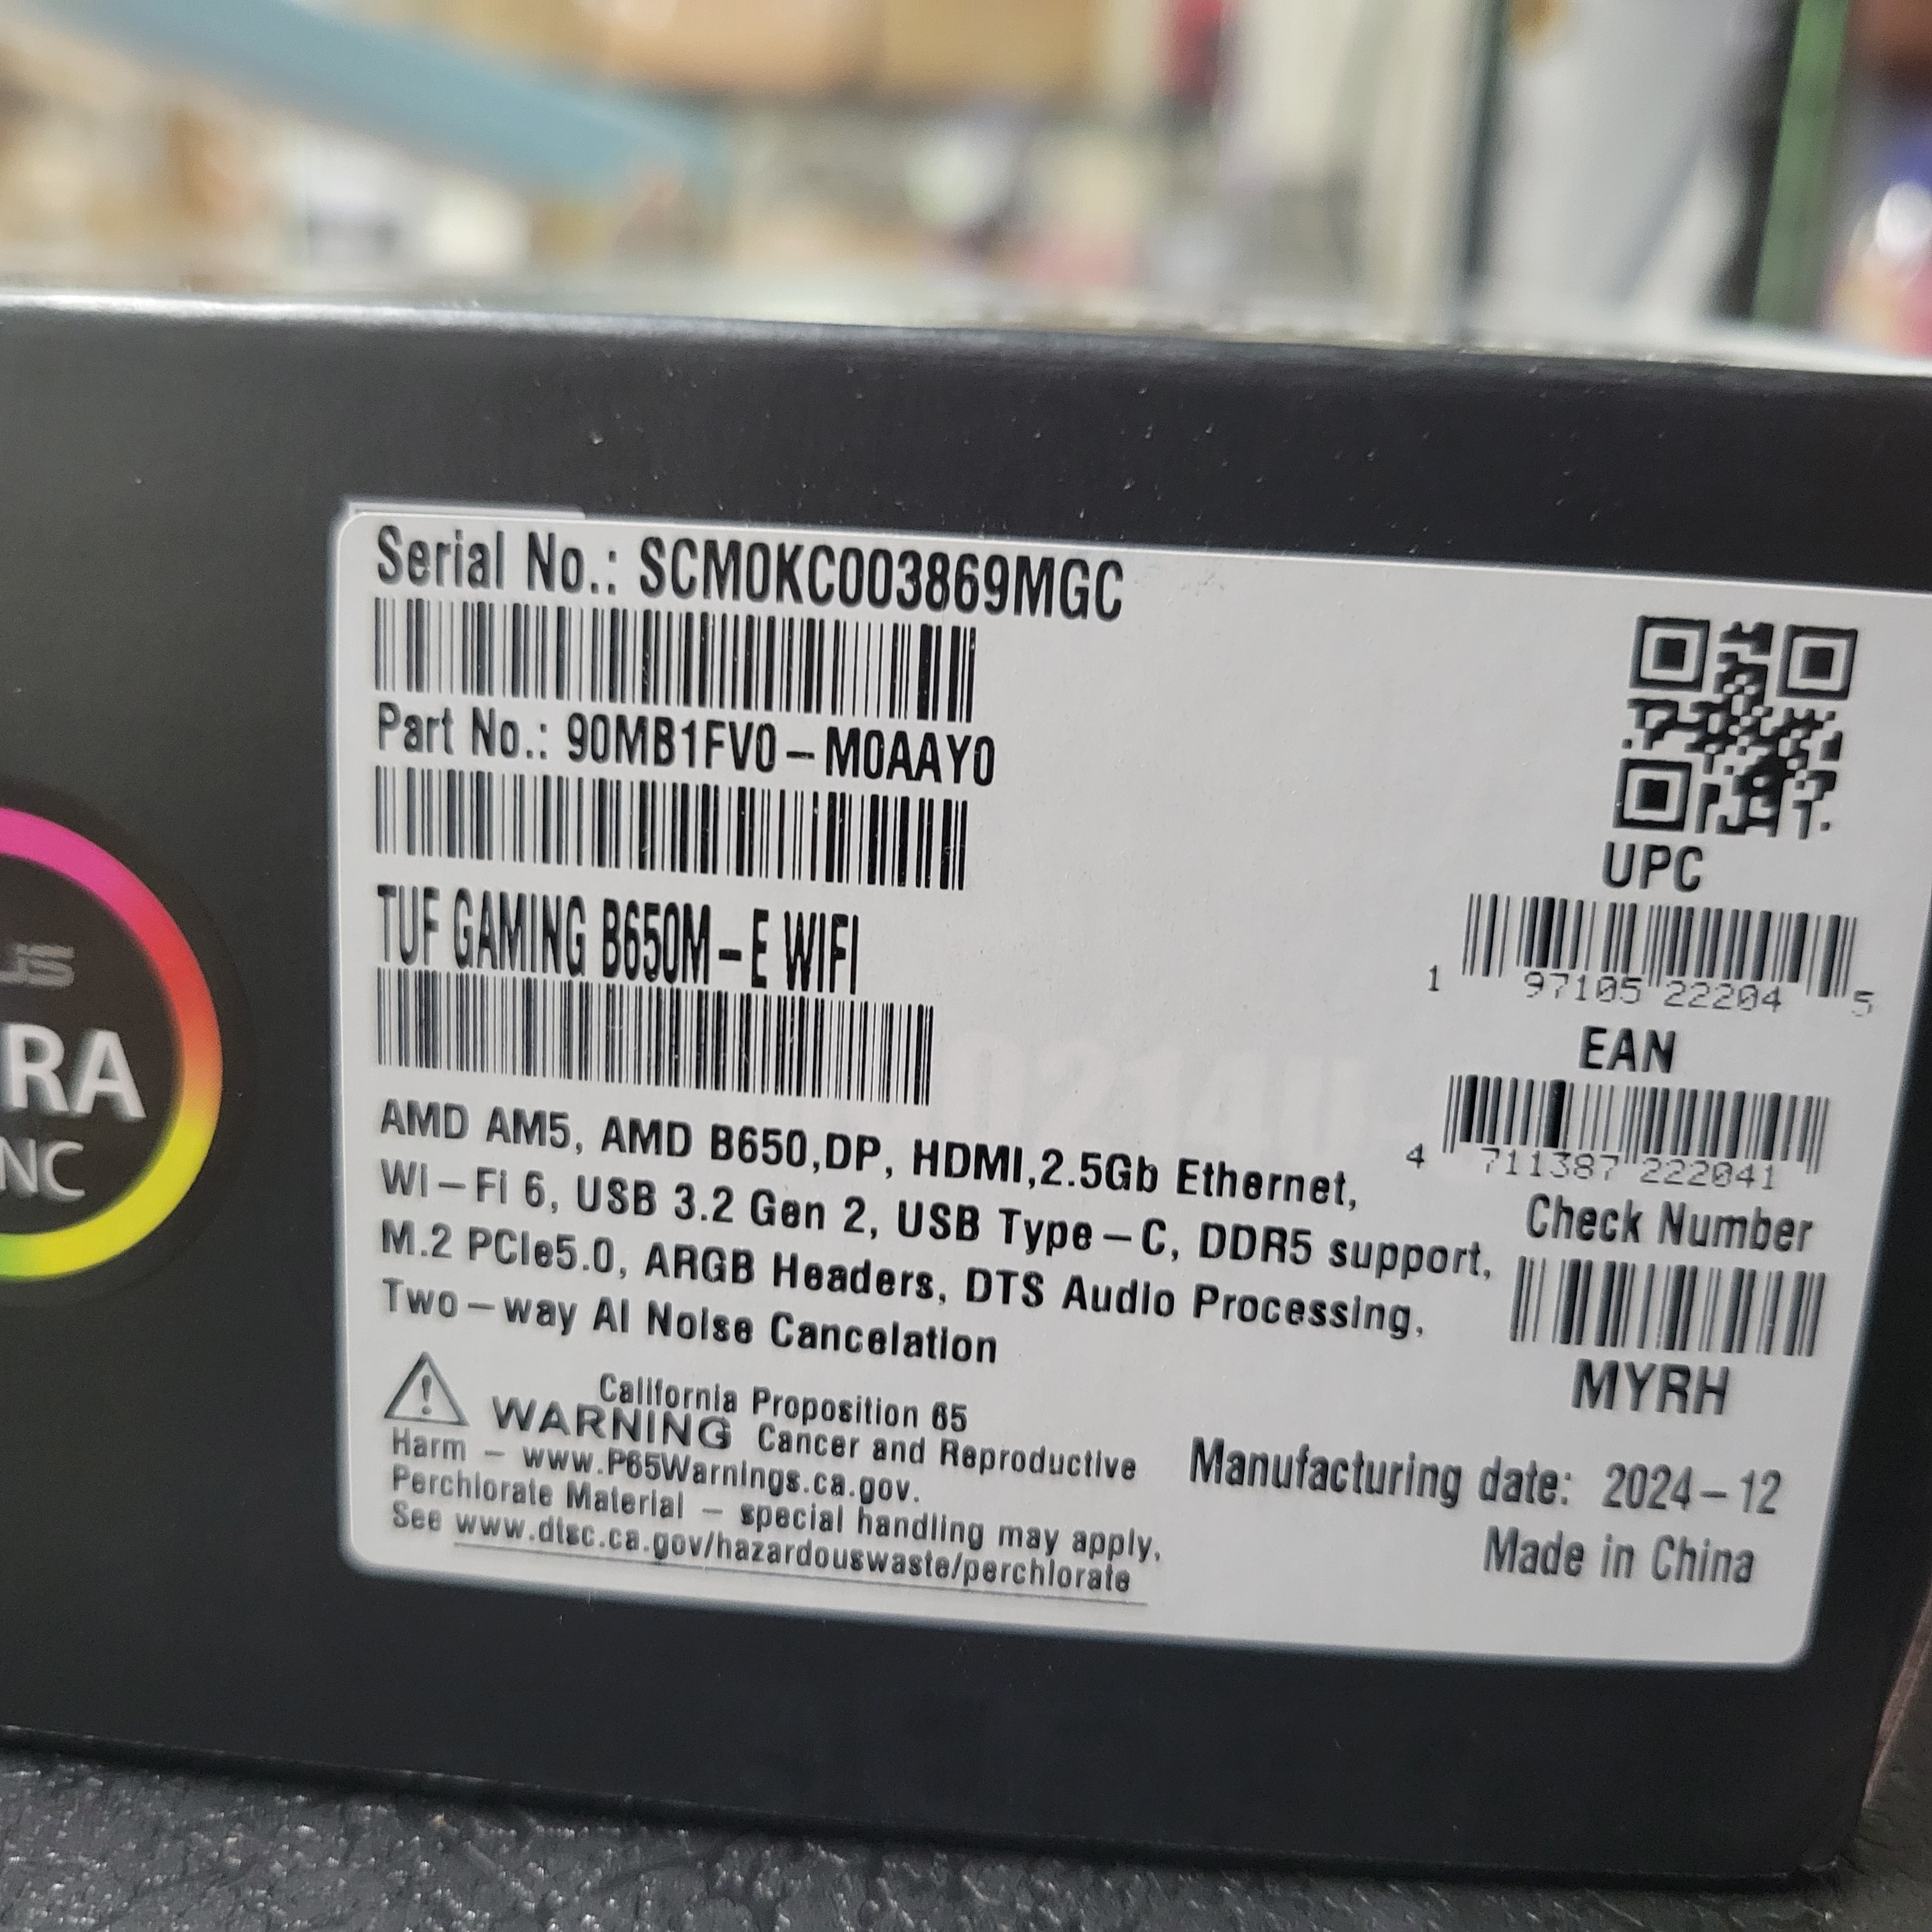 Serial No.: SCM0KC003869MGC
Part No.: 90MB1FV0-M0AAY0
TUF GAMING B650M-E WIFI
AMD AM5, AMD B650,DP, HDMI,2.5Gb Ethernet,
Wi-Fi 6, USB 3.2 Gen 2, USB Type-C, DDR5 support,
M.2 PCIe5.0, ARGB Headers, DTS Audio Processing,
Two-way AI Noise Cancelation
California Proposition 65
WARNING Cancer and Reproductive
Harm - www.P65Warnings.ca.gov.
Perchlorate Material - special handling may apply,
See www.dtsc.ca.gov/hazardouswaste/perchlorate
UPC
1 97105 22204 5
EAN
4 711387 222041
Check Number
MYRH
Manufacturing date: 2024-12
Made in China
US
RA
NC